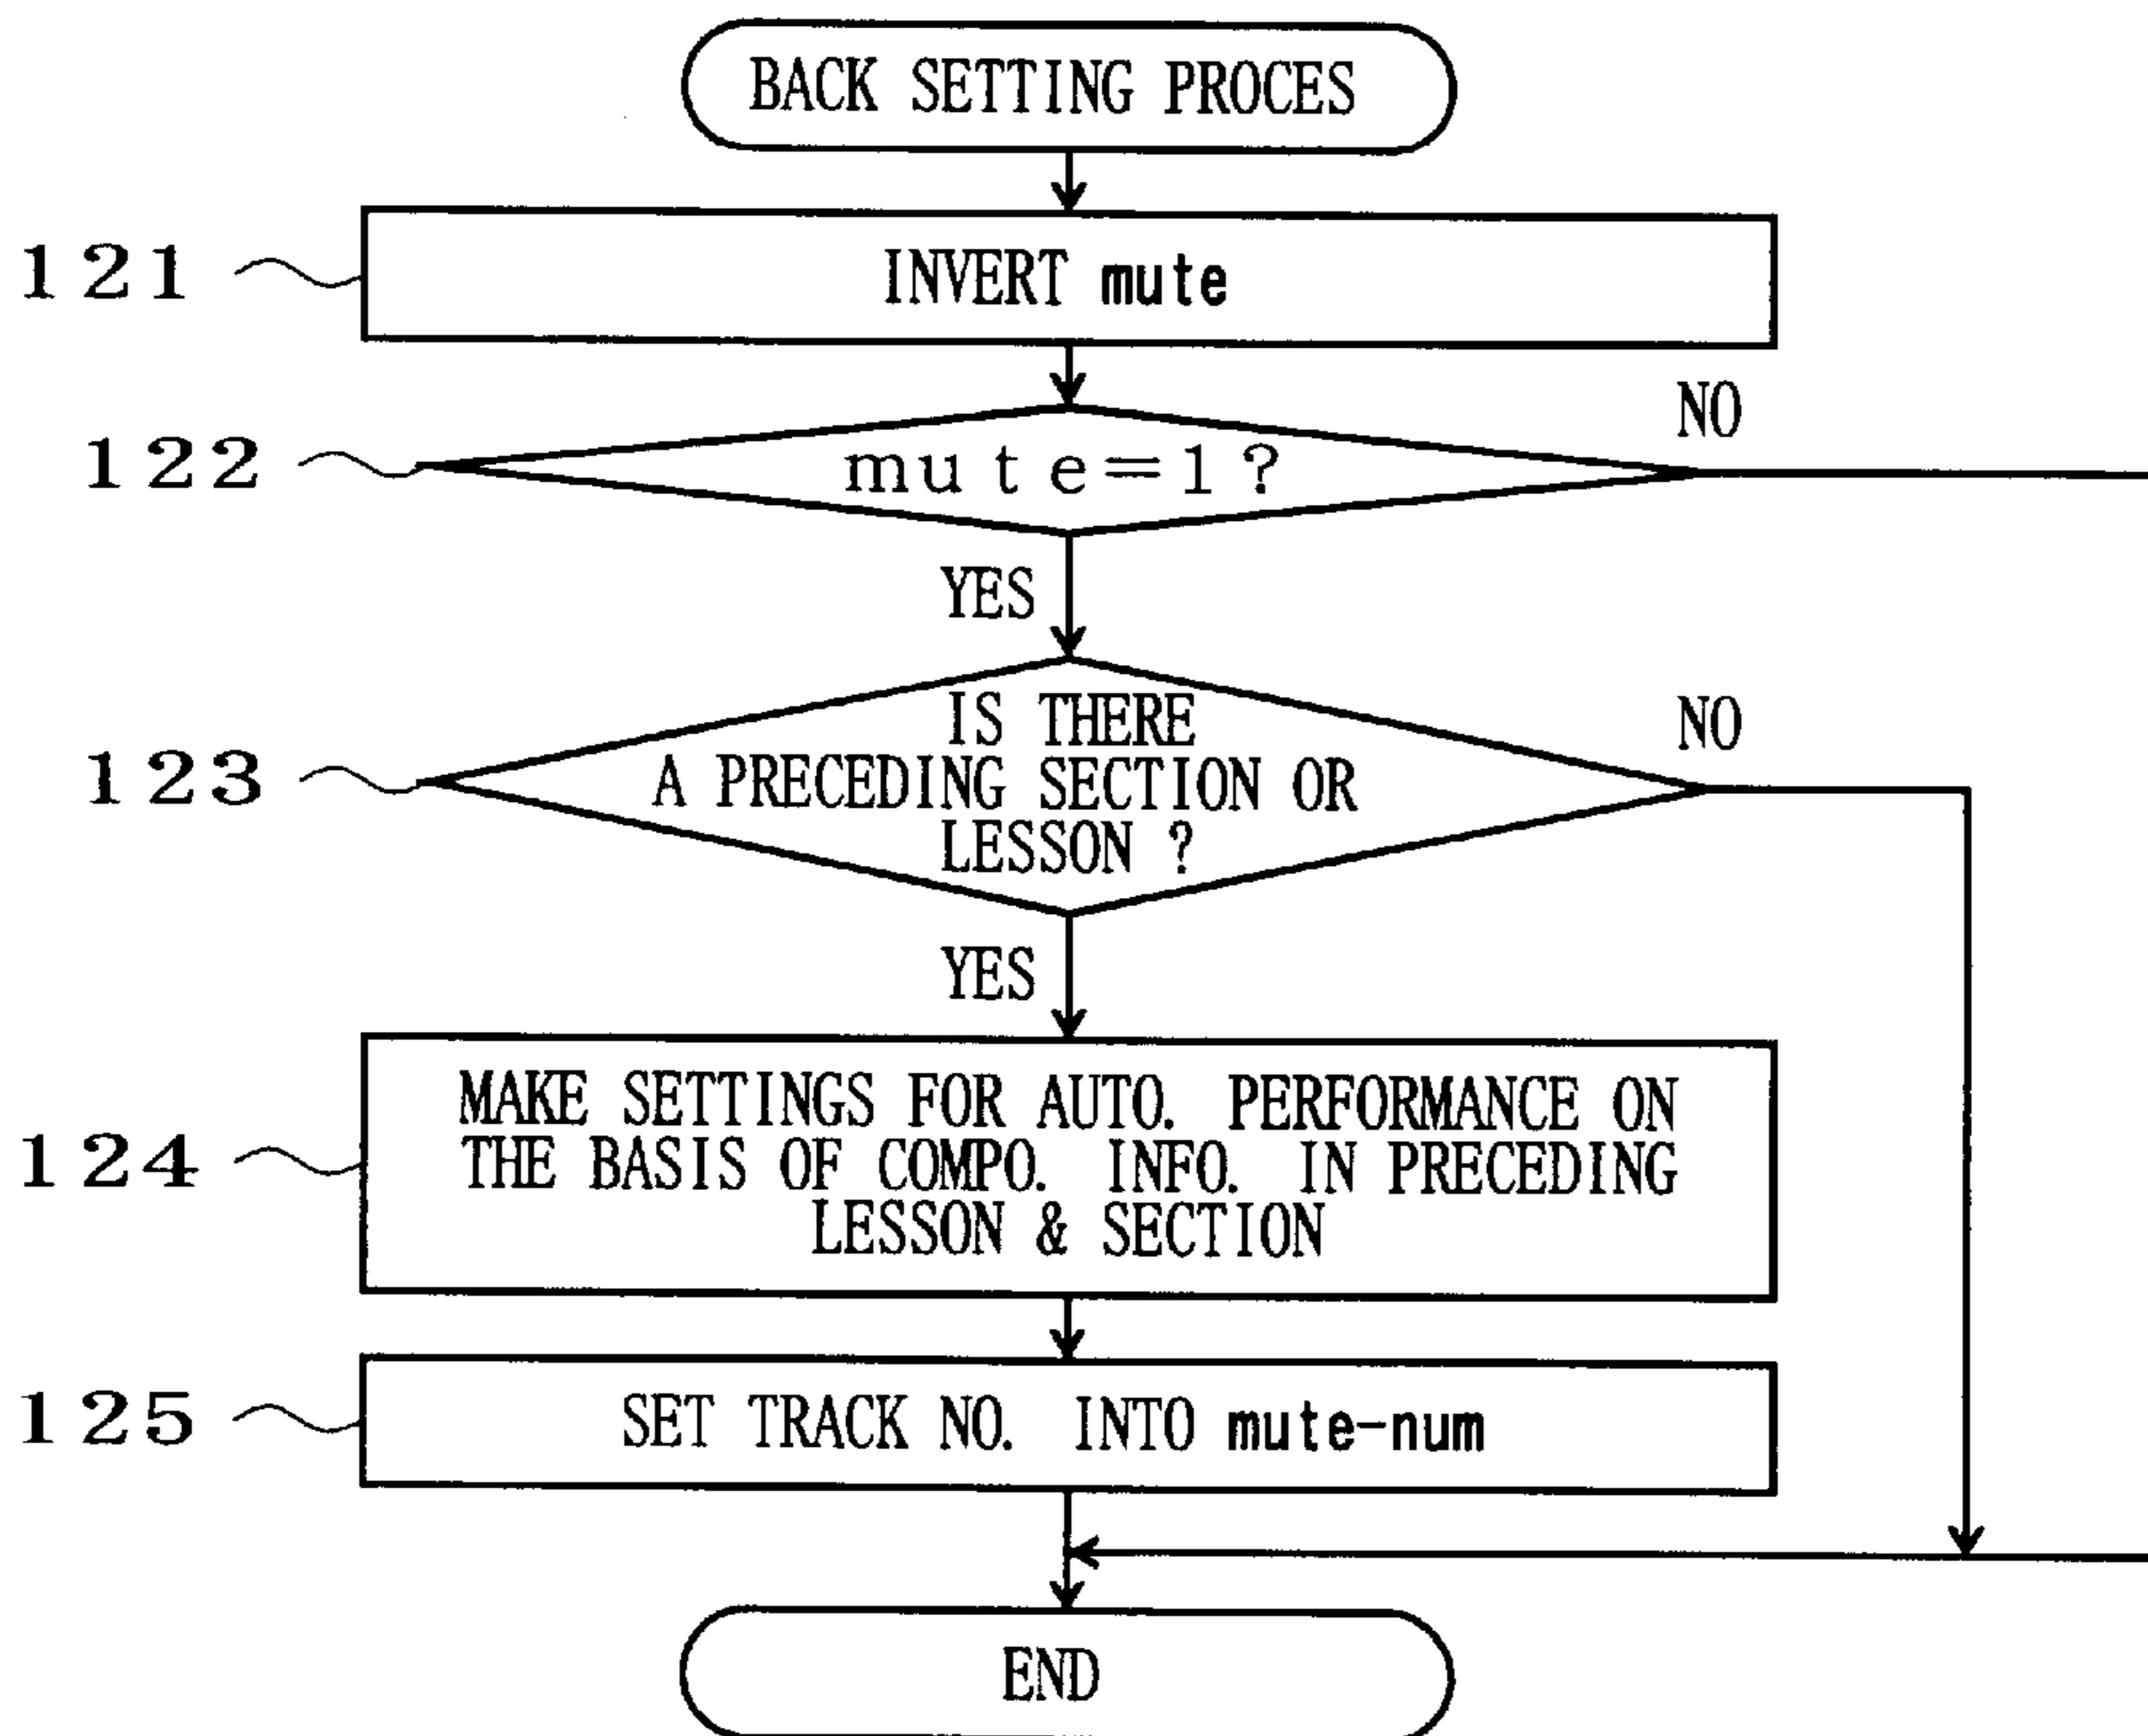 BACK SETTING PROCES
121
INVERT mute
NO
122
mute=1?
YES
IS THERE
NO
123
A PRECEDING SECTION OR
LESSON ?
YES
MAKE SETTINGS FOR AUTO. PERFORMANCE ON
124
THE BASIS OF COMPO. INFO. IN PRECEDING
LESSON & SECTION
125
SET TRACK NO. INTO mute-num
END